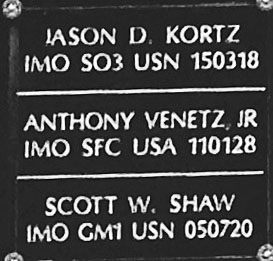 JASON D. KORTZ
IMO SO3 USN 150318
ANTHONY VENETZ, JR
IMO SFC USA 110128
SCOTT W. SHAW
IMO GM1 USN 050720